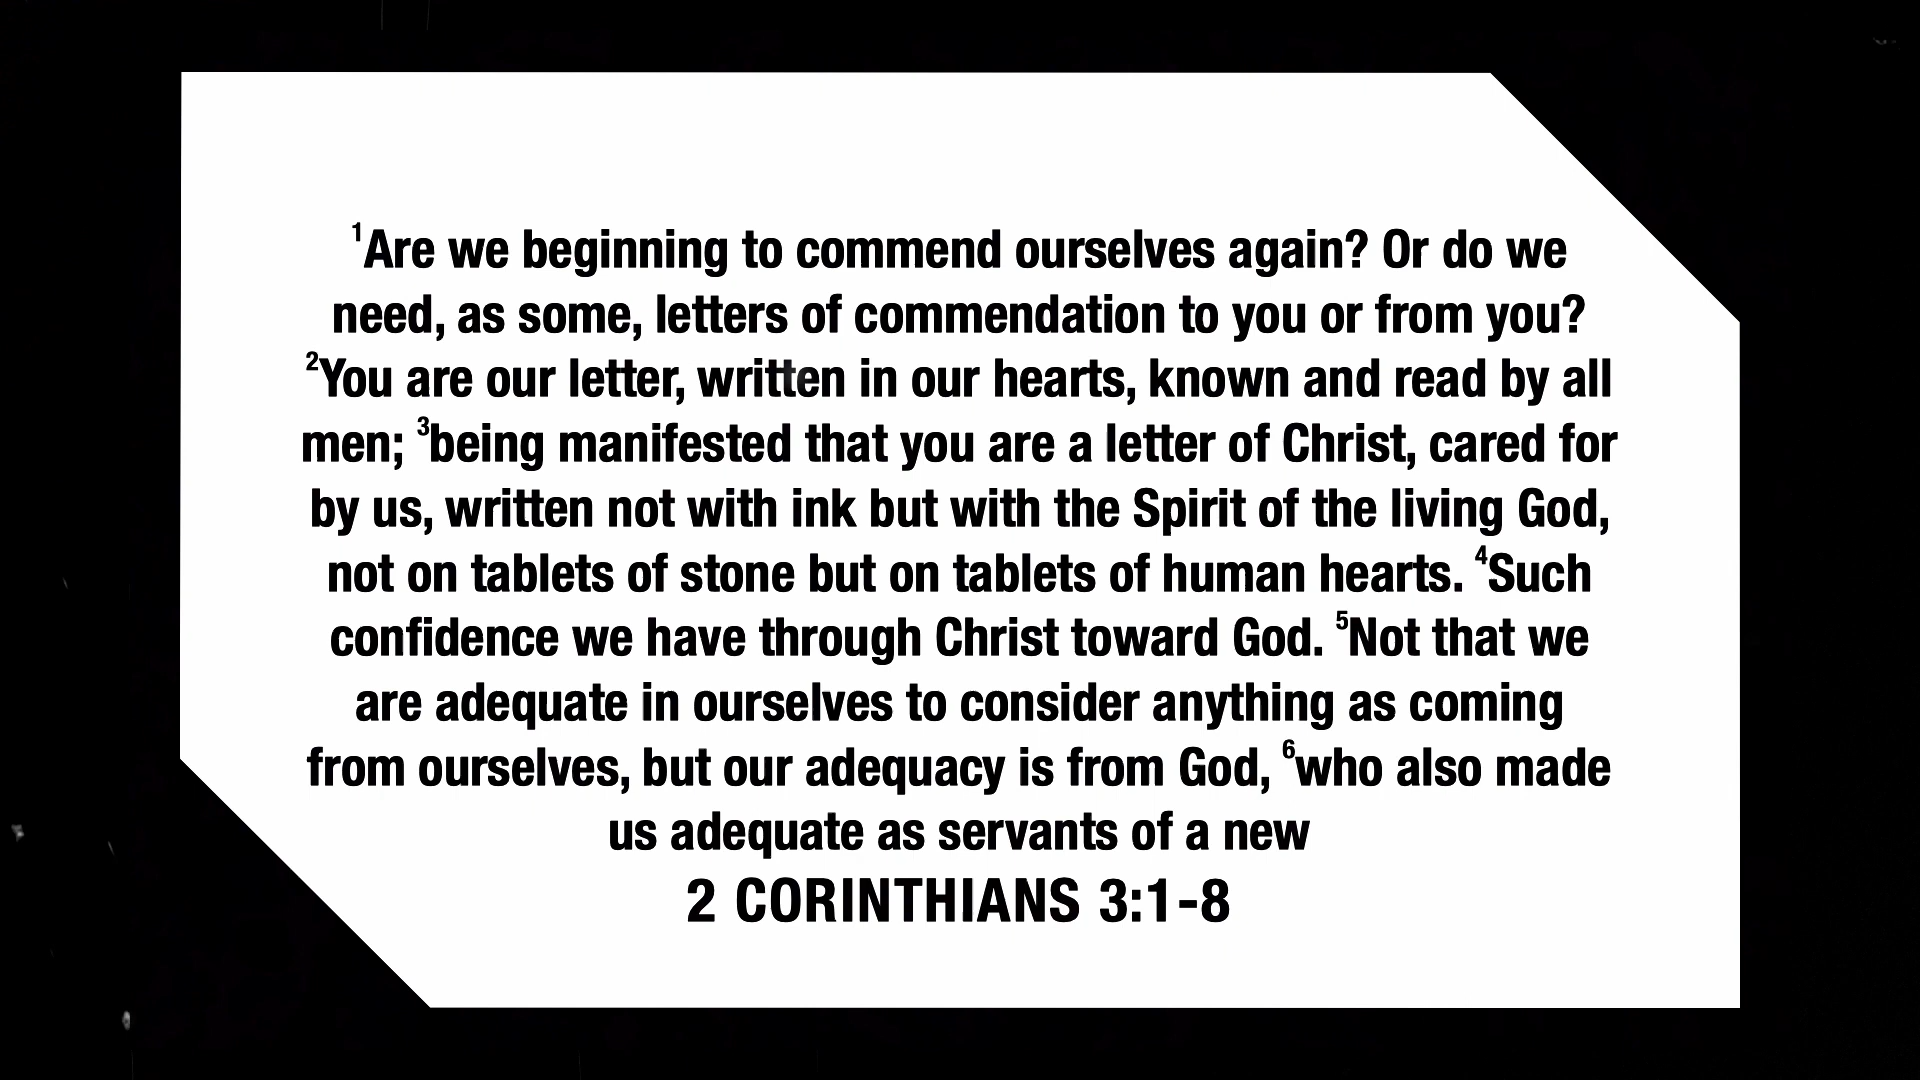 ¹Are we beginning to commend ourselves again? Or do we
need, as some, letters of commendation to you or from you?
²You are our letter, written in our hearts, known and read by all
men; ³being manifested that you are a letter of Christ, cared for
by us, written not with ink but with the Spirit of the living God,
not on tablets of stone but on tablets of human hearts. ⁴Such
confidence we have through Christ toward God. ⁵Not that we
are adequate in ourselves to consider anything as coming
from ourselves, but our adequacy is from God, ⁶who also made
us adequate as servants of a new
2 CORINTHIANS 3:1-8